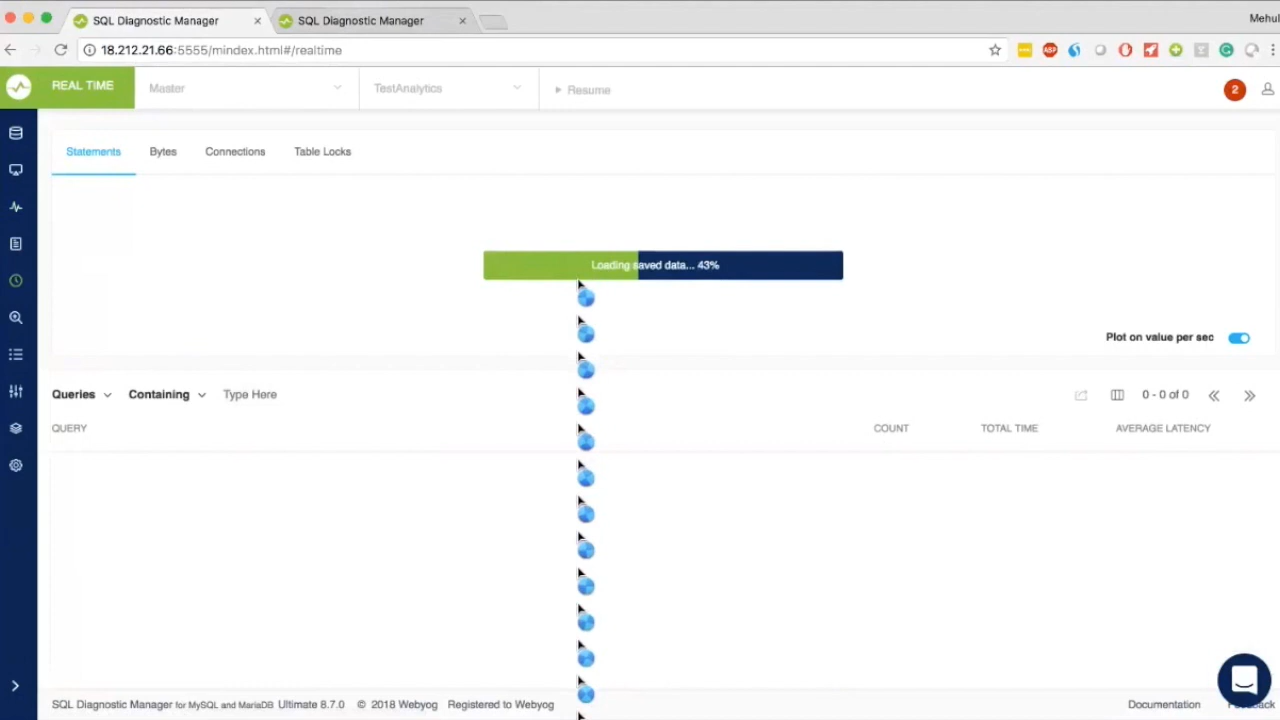 SQL Diagnostic Manager
SQL Diagnostic Manager
Mehul
18.212.21.66:5555/mindex.html#/realtime
ASP
REAL TIME
Master
TestAnalytics
Resume
2
Statements
Bytes
Connections
Table Locks
Loading saved data... 43%
Plot on value per sec
Queries
Containing
Type Here
0 - 0 of 0
QUERY
COUNT
TOTAL TIME
AVERAGE LATENCY
SQL Diagnostic Manager for MySQL and MariaDB Ultimate 8.7.0 © 2018 Webyog Registered to Webyog
Documentation